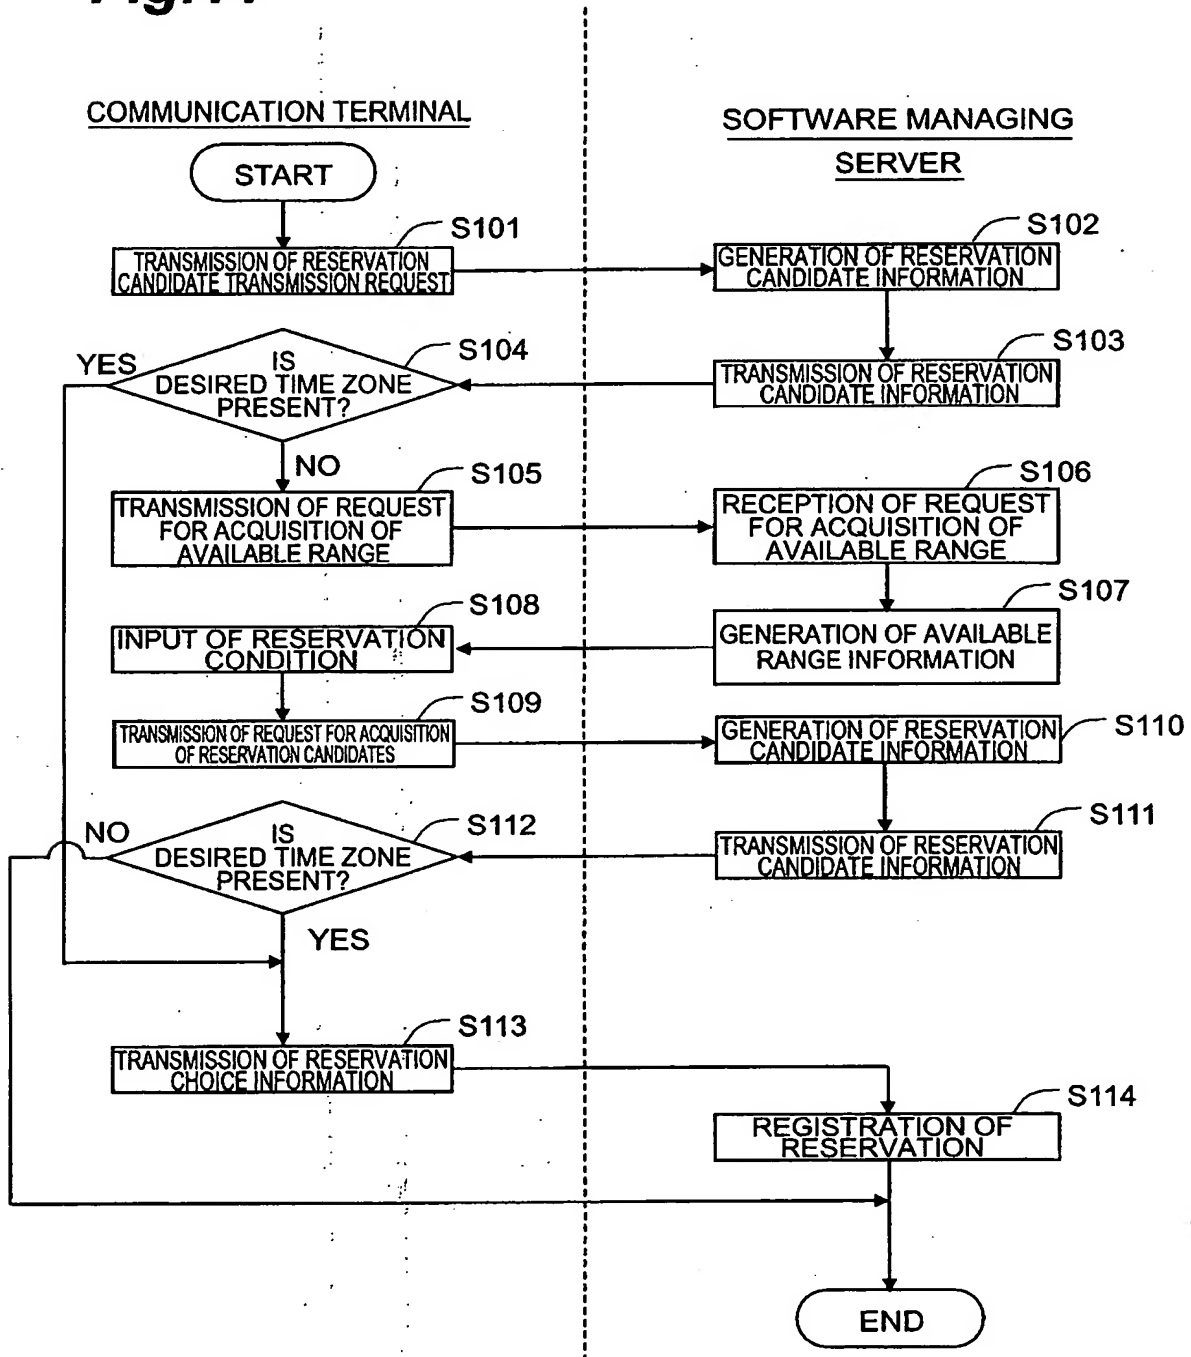 COMMUNICATION TERMINAL
SOFTWARE MANAGING
SERVER
START
S101
TRANSMISSION OF RESERVATION
CANDIDATE TRANSMISSION REQUEST
S102
GENERATION OF RESERVATION
CANDIDATE INFORMATION
S103
TRANSMISSION OF RESERVATION
CANDIDATE INFORMATION
S104
YES
IS
DESIRED TIME ZONE
PRESENT?
NO
S105
TRANSMISSION OF REQUEST
FOR ACQUISITION OF
AVAILABLE RANGE
S106
RECEPTION OF REQUEST
FOR ACQUISITION OF
AVAILABLE RANGE
S107
GENERATION OF AVAILABLE
RANGE INFORMATION
S108
INPUT OF RESERVATION
CONDITION
S109
TRANSMISSION OF REQUEST FOR ACQUISITION
OF RESERVATION CANDIDATES
S110
GENERATION OF RESERVATION
CANDIDATE INFORMATION
S111
TRANSMISSION OF RESERVATION
CANDIDATE INFORMATION
S112
NO
IS
DESIRED TIME ZONE
PRESENT?
YES
S113
TRANSMISSION OF RESERVATION
CHOICE INFORMATION
S114
REGISTRATION OF
RESERVATION
END